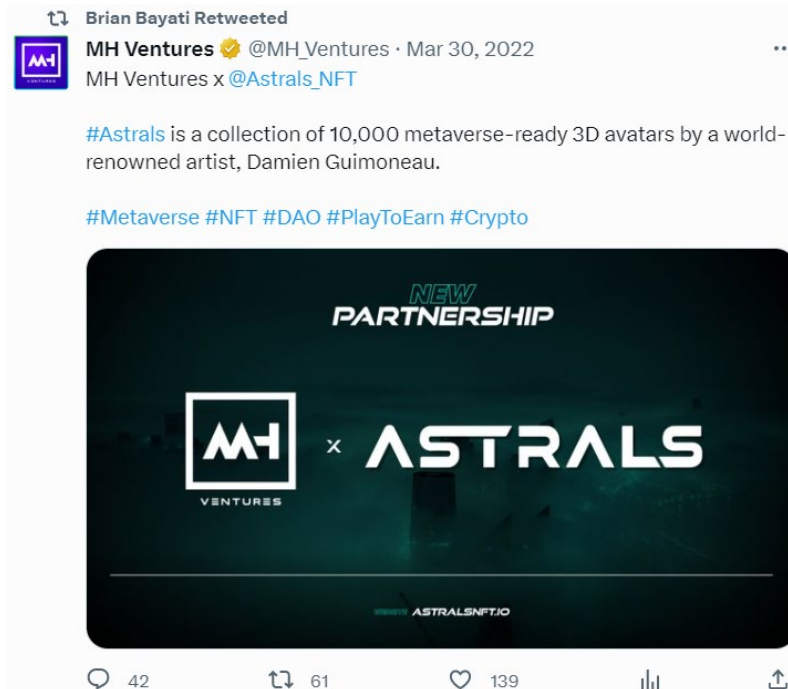 Brian Bayati Retweeted
MH Ventures @MH_Ventures · Mar 30, 2022
MH Ventures x @Astrals_NFT
#Astrals is a collection of 10,000 metaverse-ready 3D avatars by a world-
renowned artist, Damien Guimoneau.
#Metaverse #NFT #DAO #PlayToEarn #Crypto
NEW
PARTNERSHIP
MH
VENTURES
x ASTRALS
WEBSITE ASTRALSNFT.IO
42 61 139